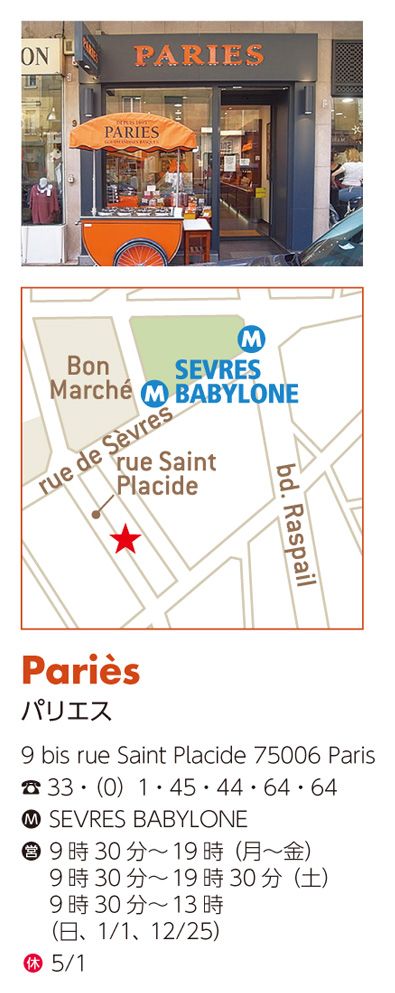 ON
PARIES
PARIES
DEPUIS 1895
PARIES
GOURMANDISES BASQUES
M
SEVRES
BABYLONE
M
Bon
Marché
rue de Sèvres
rue Saint
Placide
bd. Raspail
Pariès
パリエス
9 bis rue Saint Placide 75006 Paris
☎ 33・(0) 1・45・44・64・64
M SEVRES BABYLONE
営 9時30分〜19時 (月〜金)
9時30分〜19時30分 (土)
9時30分〜13時
(日、1/1、12/25)
休 5/1